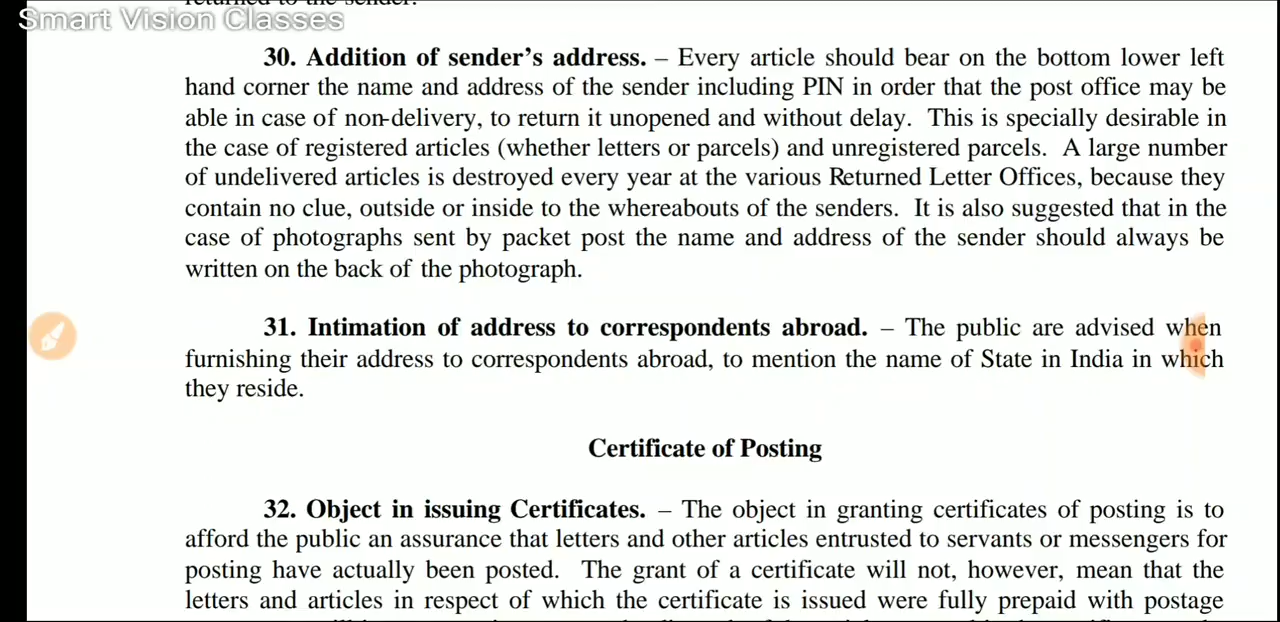 returned to the sender.
Smart Vision Classes
30. Addition of sender’s address. – Every article should bear on the bottom lower left
hand corner the name and address of the sender including PIN in order that the post office may be
able in case of non-delivery, to return it unopened and without delay. This is specially desirable in
the case of registered articles (whether letters or parcels) and unregistered parcels. A large number
of undelivered articles is destroyed every year at the various Returned Letter Offices, because they
contain no clue, outside or inside to the whereabouts of the senders. It is also suggested that in the
case of photographs sent by packet post the name and address of the sender should always be
written on the back of the photograph.
31. Intimation of address to correspondents abroad. – The public are advised when
furnishing their address to correspondents abroad, to mention the name of State in India in which
they reside.
Certificate of Posting
32. Object in issuing Certificates. – The object in granting certificates of posting is to
afford the public an assurance that letters and other articles entrusted to servants or messengers for
posting have actually been posted. The grant of a certificate will not, however, mean that the
letters and articles in respect of which the certificate is issued were fully prepaid with postage